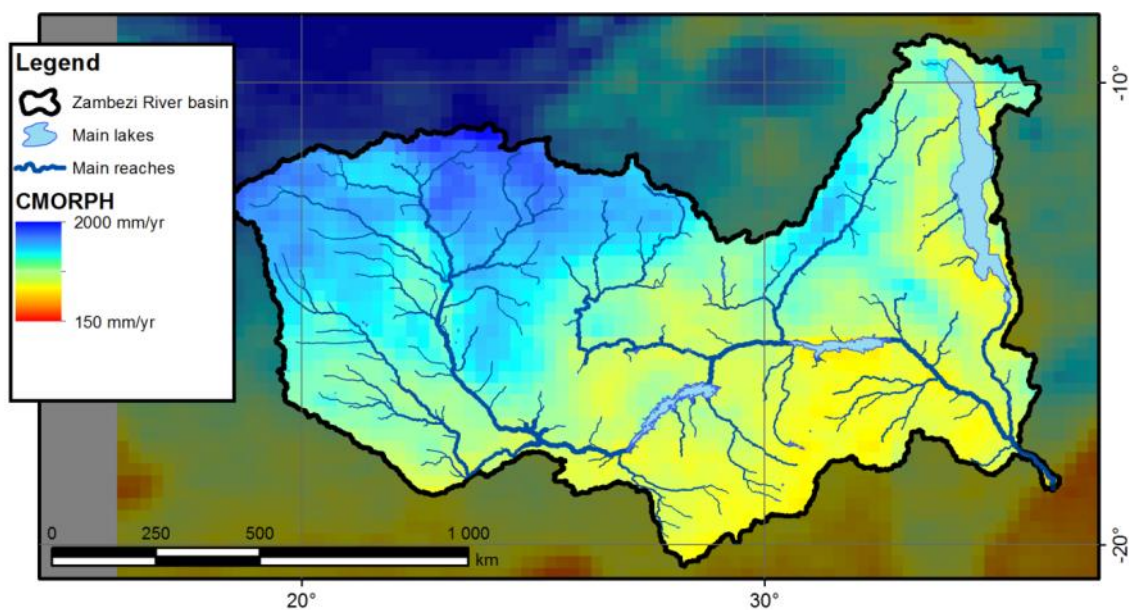 Legend
Zambezi River basin
Main lakes
Main reaches
CMORPH
2000 mm/yr
150 mm/yr
-10°
0 250 500 1 000
km
-20°
20° 30°